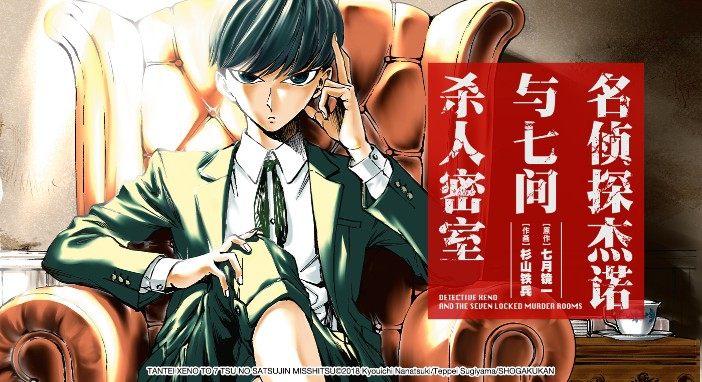 名侦探杰诺
与七间
杀人密室
[原作]七月镜一
[作画]杉山铁兵
DETECTIVE XENO
AND THE SEVEN LOCKED MURDER ROOMS
TANTEI XENO TO 7 TSU NO SATSUJIN MISSHITSU©2018 Kyouichi Nanatsuki/Teppei Sugiyama/SHOGAKUKAN